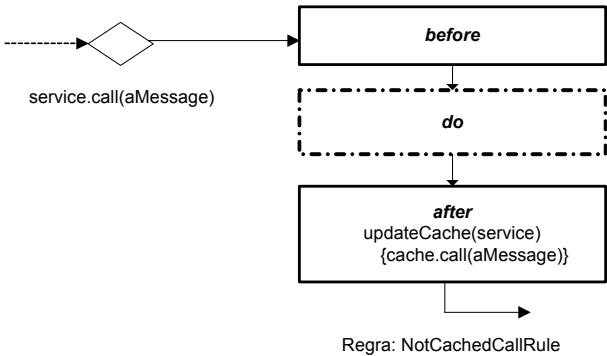 before
service.call(aMessage)
do
after
updateCache(service)
{cache.call(aMessage)}
Regra: NotCachedCallRule